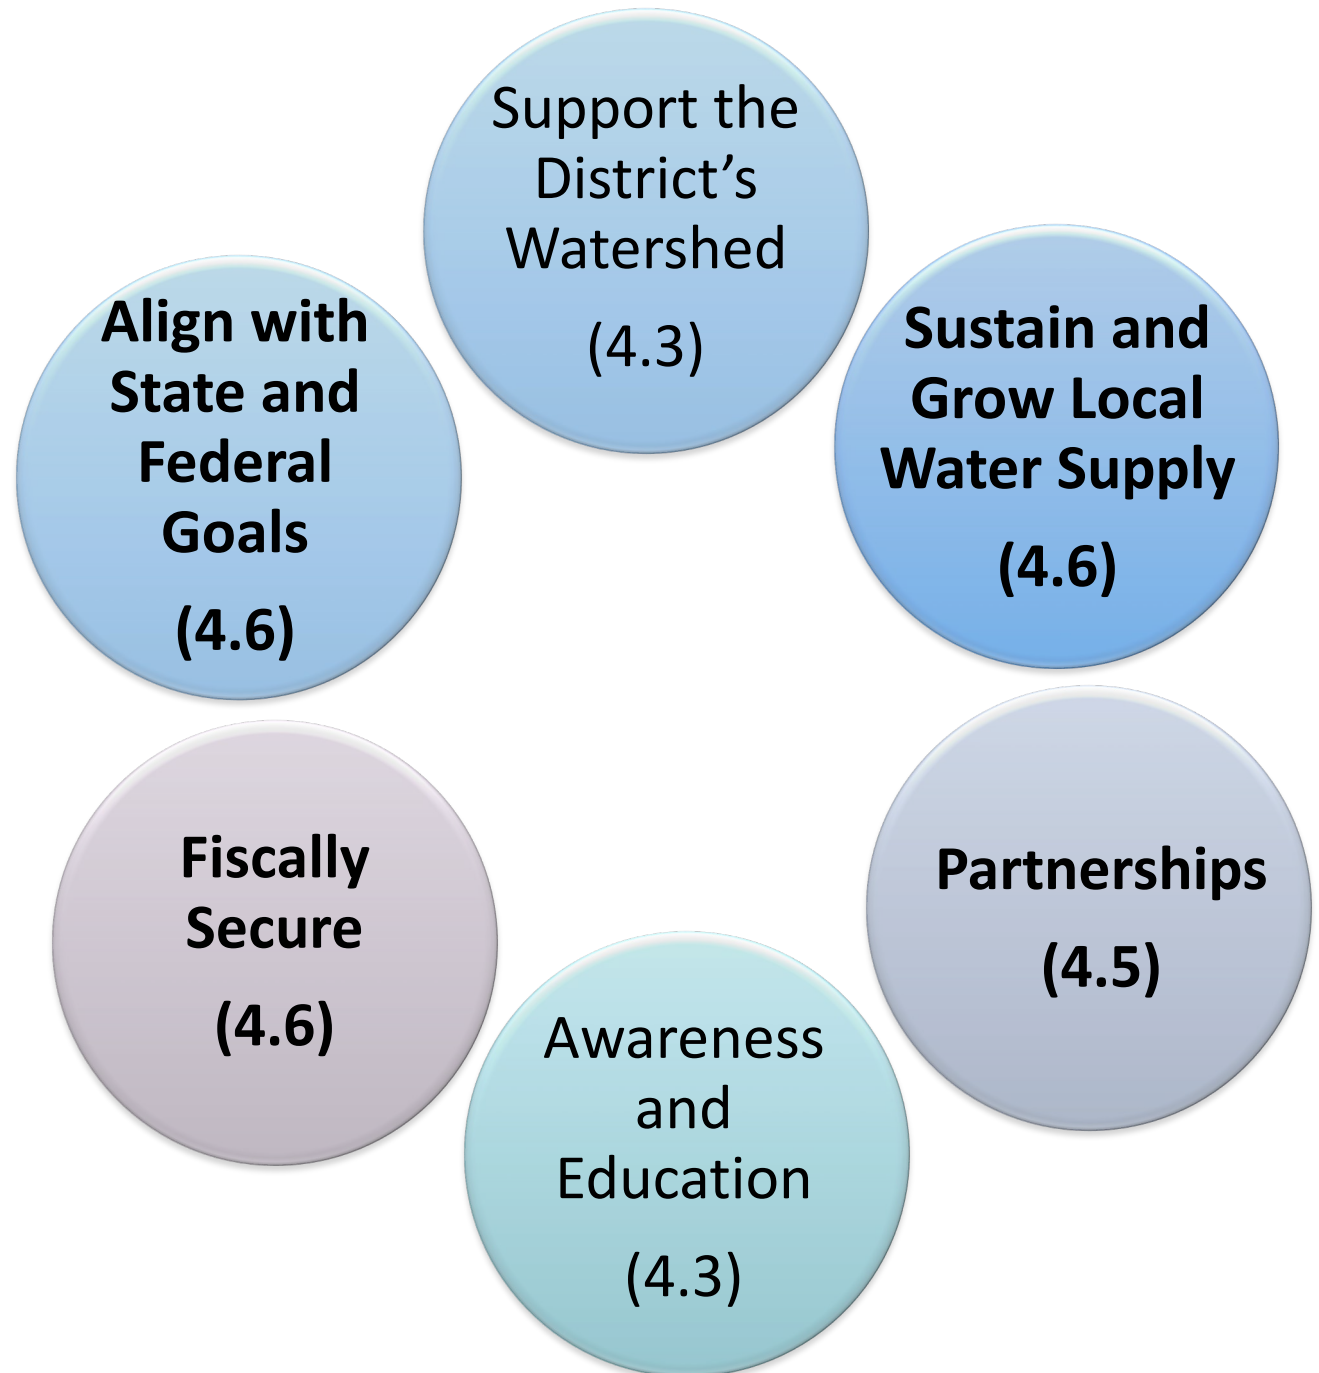 Support the
District’s
Watershed
(4.3)
Sustain and
Grow Local
Water Supply
(4.6)
Partnerships
(4.5)
Awareness
and
Education
(4.3)
Fiscally
Secure
(4.6)
Align with
State and
Federal
Goals
(4.6)